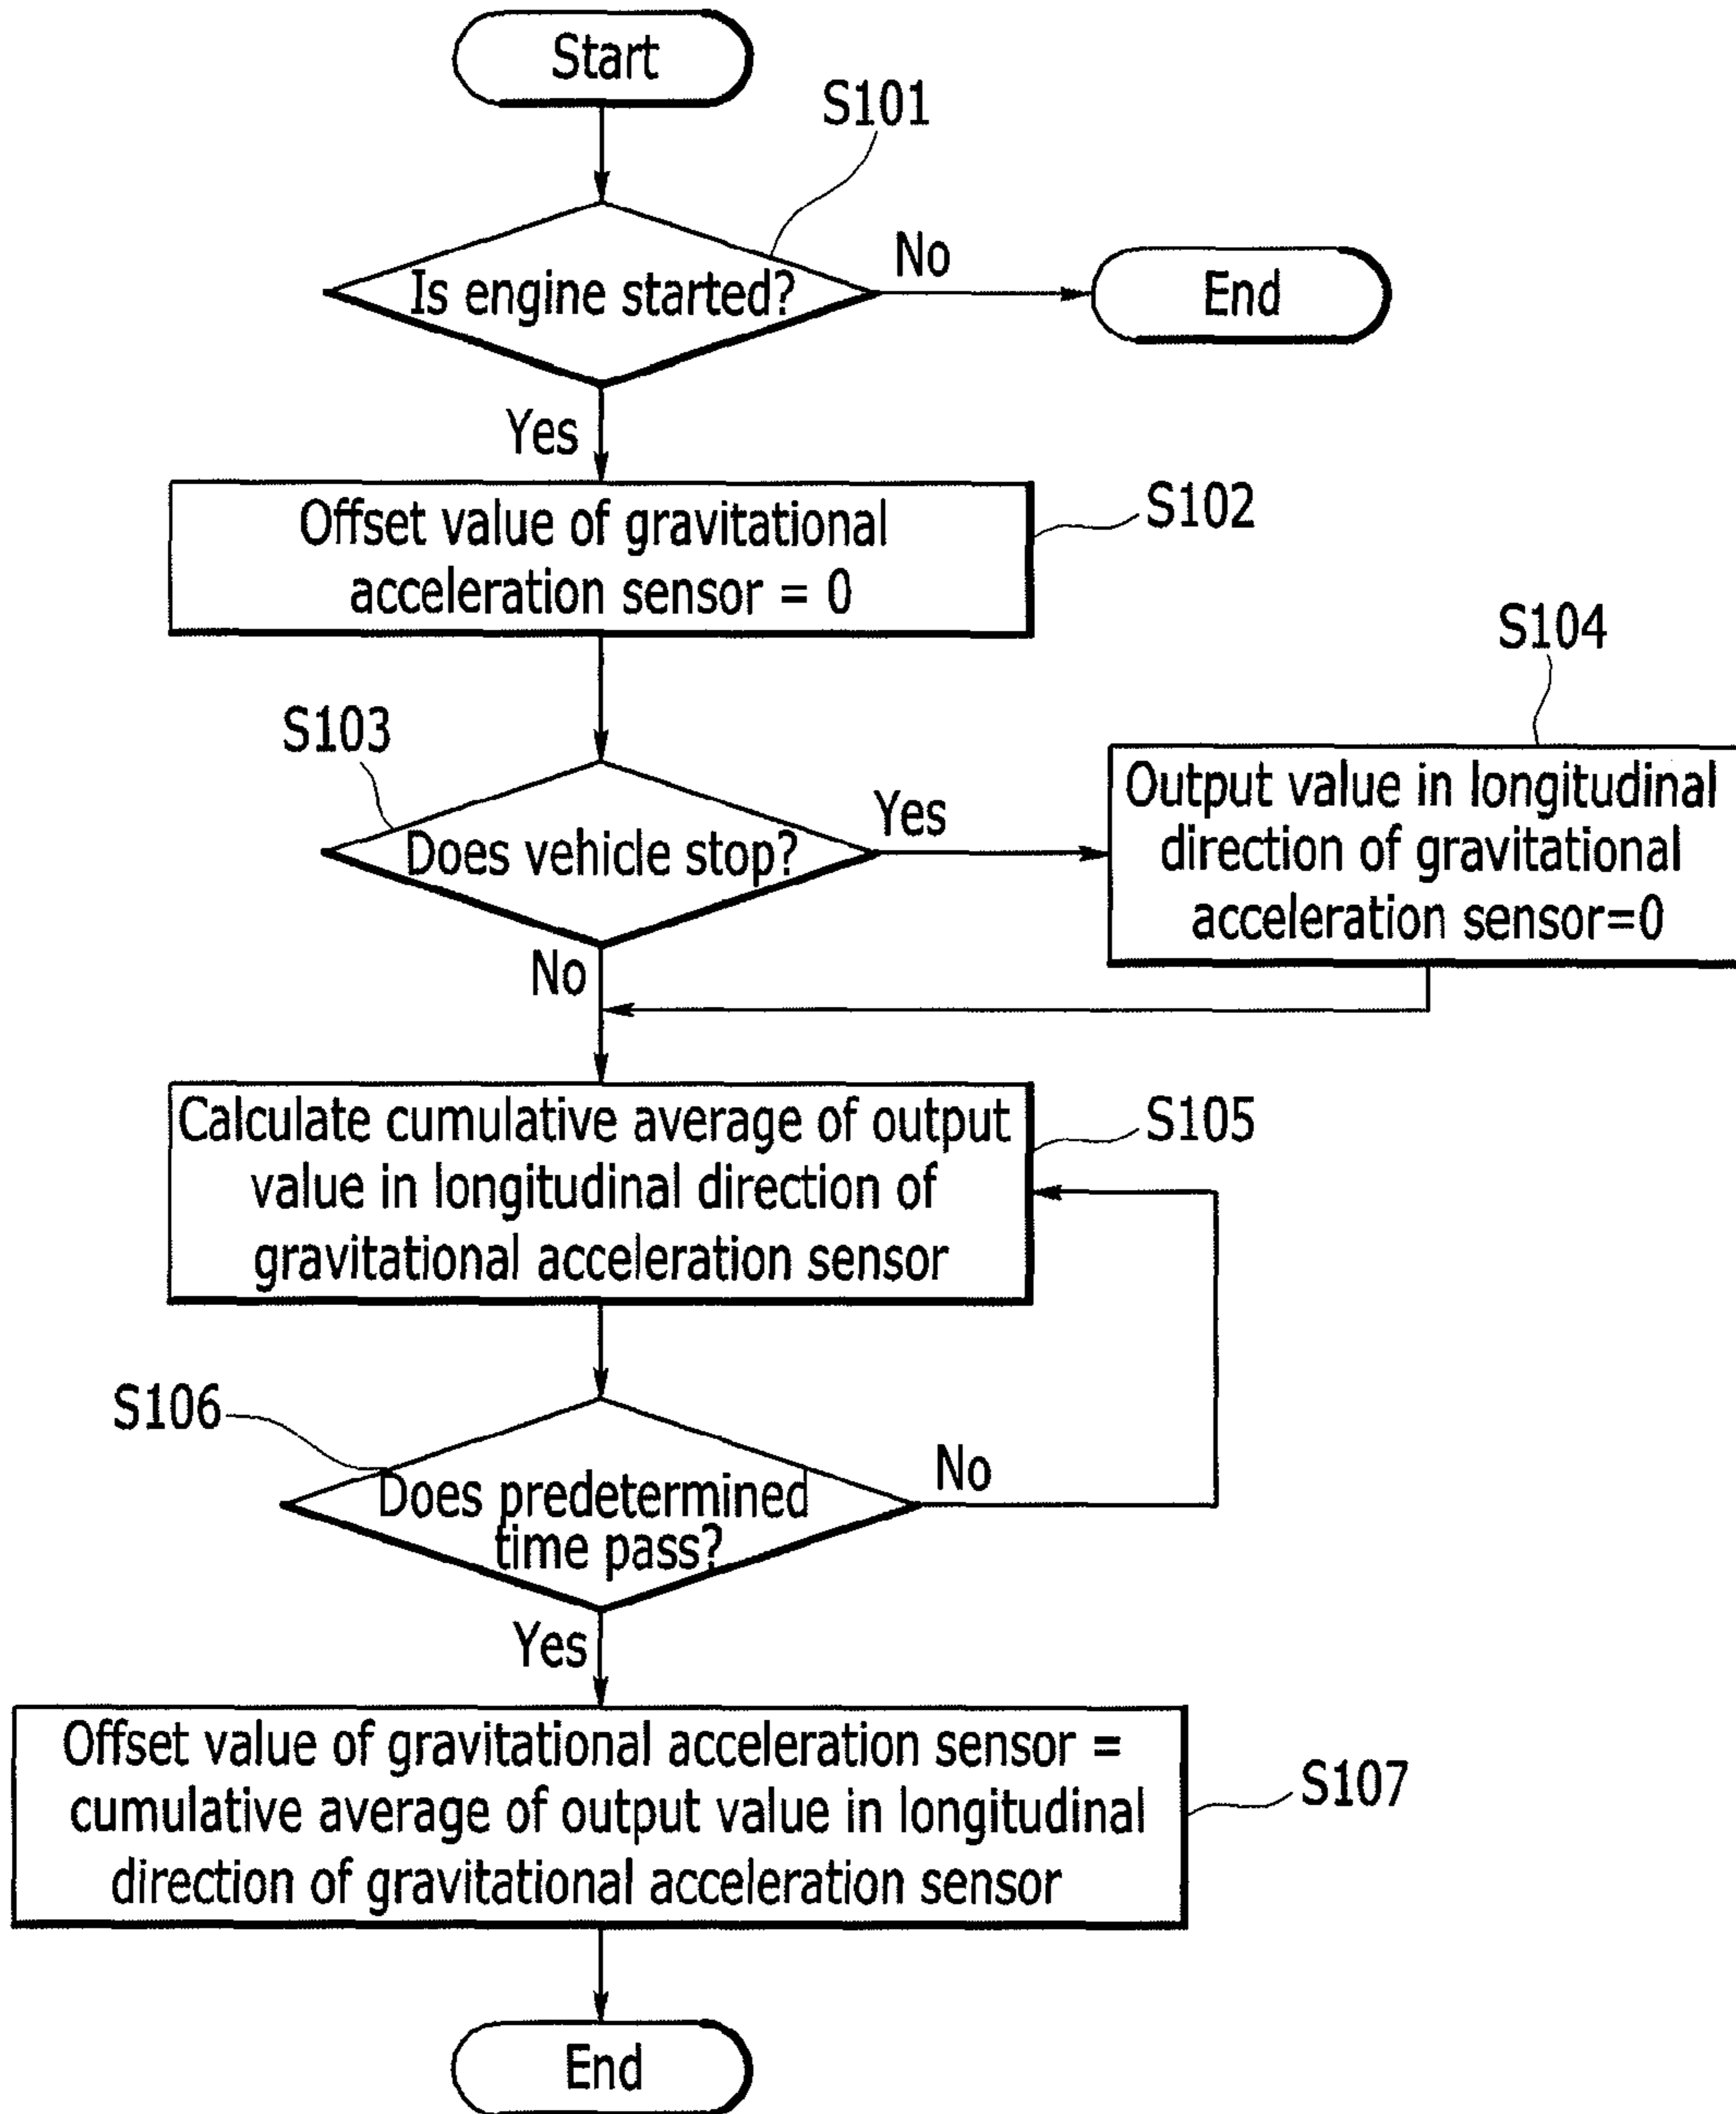 Start
S101
Is engine started?
No
End
Yes
Offset value of gravitational
acceleration sensor = 0
S102
S103
Does vehicle stop?
Yes
S104
Output value in longitudinal
direction of gravitational
acceleration sensor=0
No
Calculate cumulative average of output
value in longitudinal direction of
gravitational acceleration sensor
S105
S106
Does predetermined
time pass?
No
Yes
Offset value of gravitational acceleration sensor =
cumulative average of output value in longitudinal
direction of gravitational acceleration sensor
S107
End